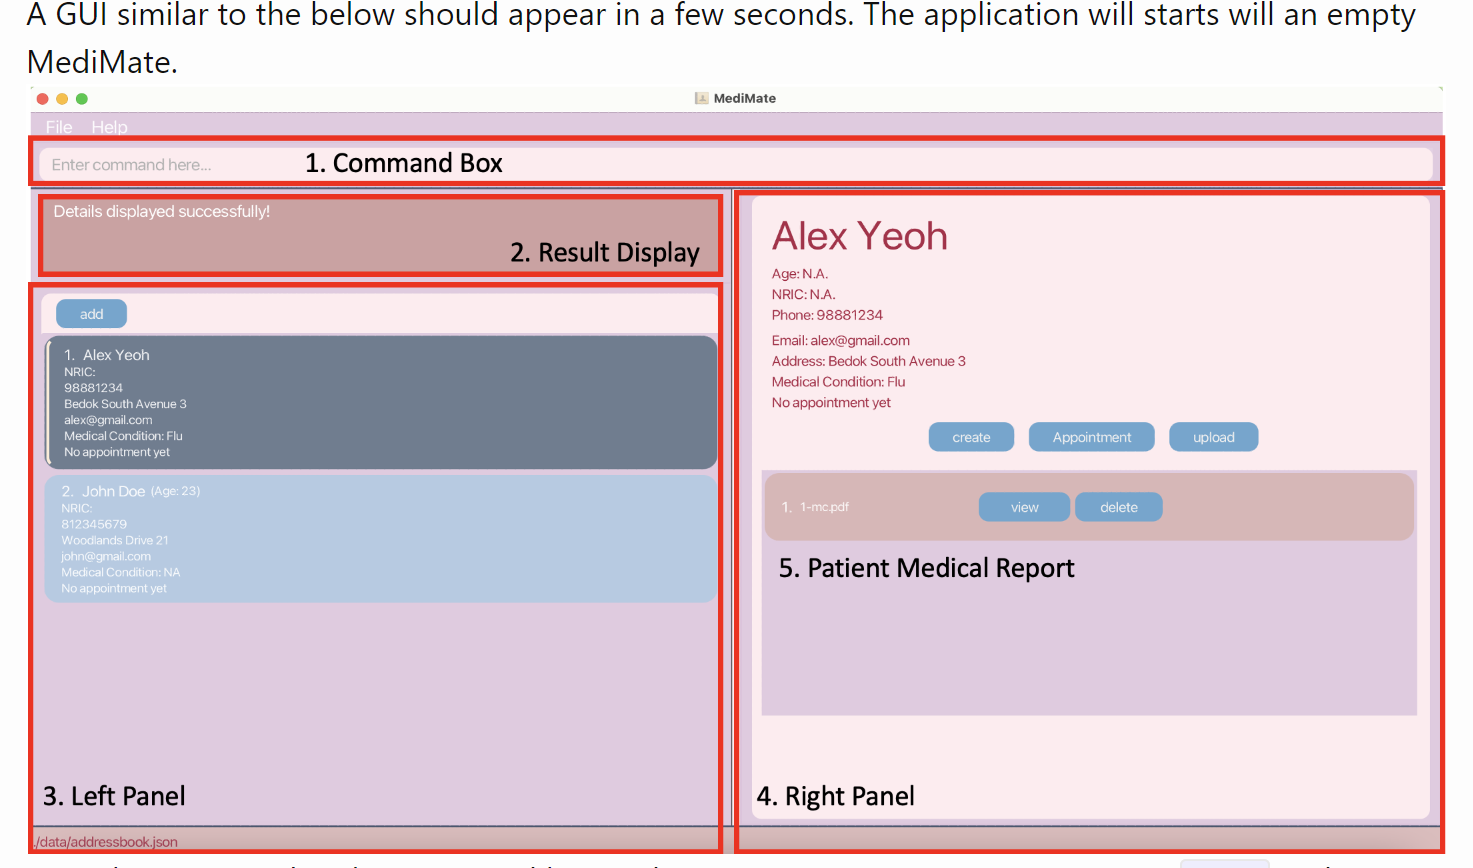 A GUI similar to the below should appear in a few seconds. The application will starts will an empty
MediMate.
MediMate
File Help
Enter command here...
1. Command Box
Details displayed successfully!
2. Result Display
add
1. Alex Yeoh
NRIC:
98881234
Bedok South Avenue 3
alex@gmail.com
Medical Condition: Flu
No appointment yet
2. John Doe (Age: 23)
NRIC:
812345679
Woodlands Drive 21
john@gmail.com
Medical Condition: NA
No appointment yet
3. Left Panel
./data/addressbook.json
Alex Yeoh
Age: N.A.
NRIC: N.A.
Phone: 98881234
Email: alex@gmail.com
Address: Bedok South Avenue 3
Medical Condition: Flu
No appointment yet
create Appointment upload
1. 1-mc.pdf view delete
5. Patient Medical Report
4. Right Panel